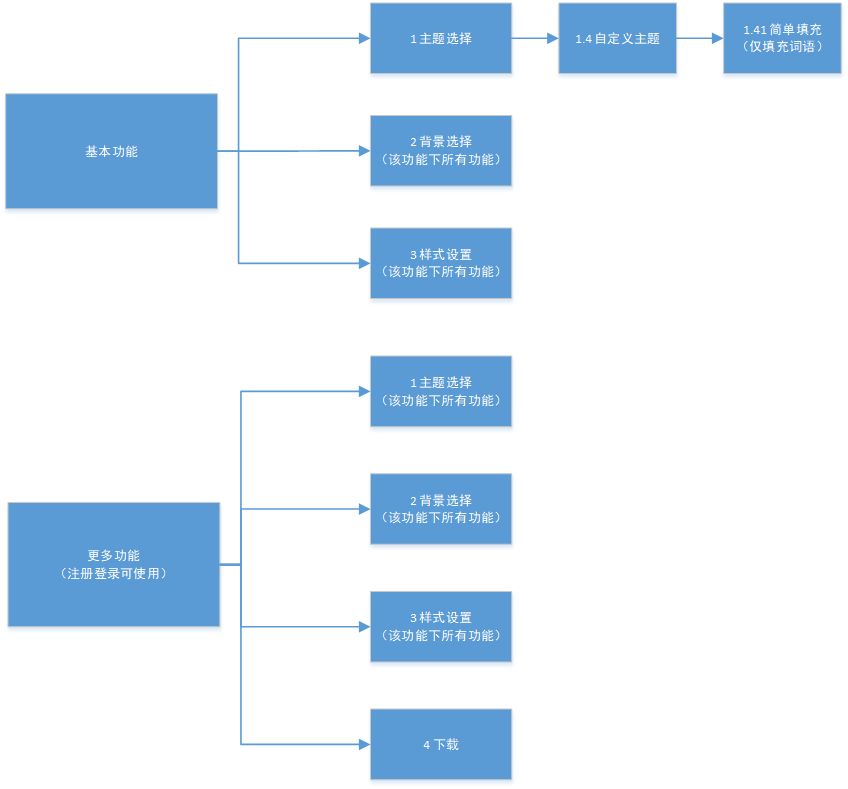 1 主题选择
1.4 自定义主题
1.41 简单填充
（仅填充词语）
基本功能
2 背景选择
（该功能下所有功能）
3 样式设置
（该功能下所有功能）
1 主题选择
（该功能下所有功能）
2 背景选择
（该功能下所有功能）
更多功能
（注册登录可使用）
3 样式设置
（该功能下所有功能）
4 下载